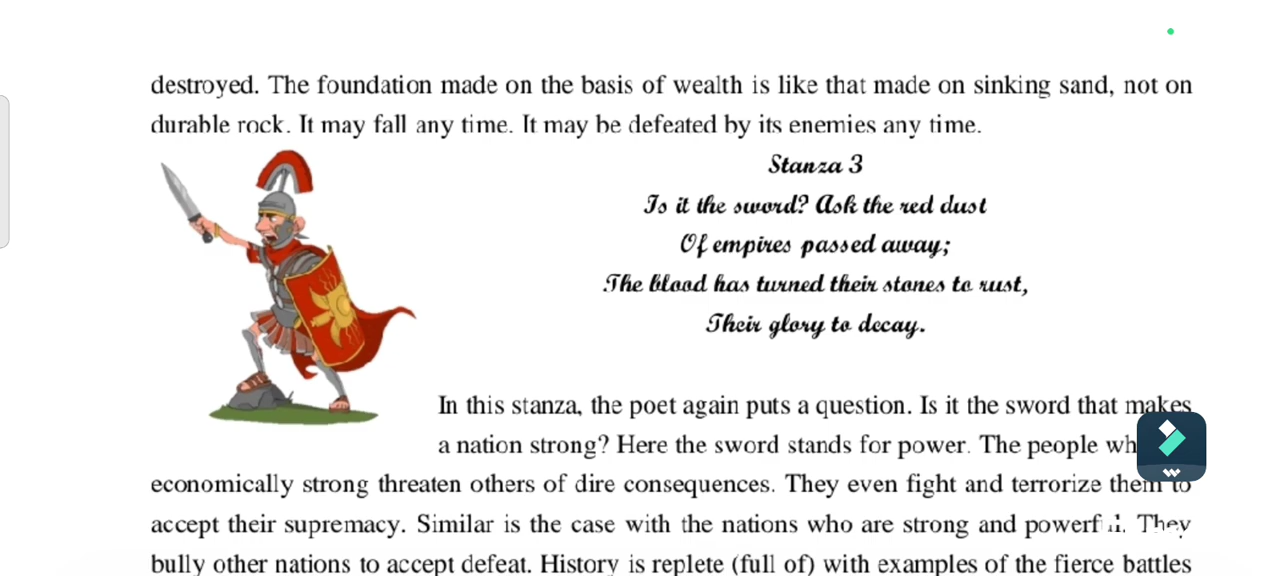 destroyed. The foundation made on the basis of wealth is like that made on sinking sand, not on
durable rock. It may fall any time. It may be defeated by its enemies any time.
Stanza 3
Is it the sword? Ask the red dust
Of empires passed away;
The blood has turned their stones to rust,
Their glory to decay.
In this stanza, the poet again puts a question. Is it the sword that makes
a nation strong? Here the sword stands for power. The people
economically strong threaten others of dire consequences. They even fight and terrorize them to
accept their supremacy. Similar is the case with the nations who are strong and powerful. They
bully other nations to accept defeat. History is replete (full of) with examples of the fierce battles